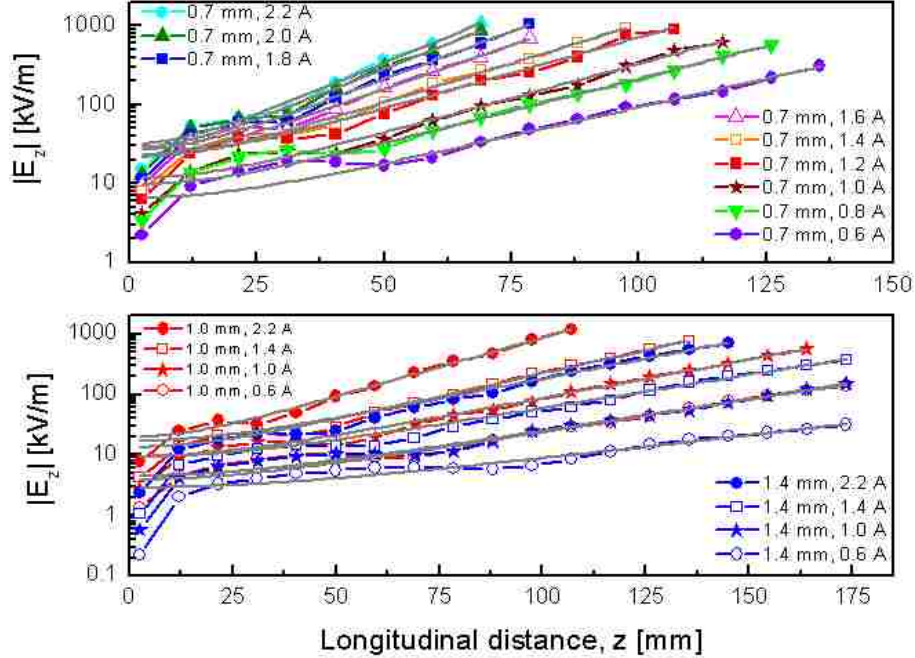 |E_z| [kV/m]
1000
100
10
1
0.7 mm, 2.2 A
0.7 mm, 2.0 A
0.7 mm, 1.8 A
0.7 mm, 1.6 A
0.7 mm, 1.4 A
0.7 mm, 1.2 A
0.7 mm, 1.0 A
0.7 mm, 0.8 A
0.7 mm, 0.6 A
0 25 50 75 100 125 150
|E_z| [kV/m]
1000
100
10
1
0.1
1.0 mm, 2.2 A
1.0 mm, 1.4 A
1.0 mm, 1.0 A
1.0 mm, 0.6 A
1.4 mm, 2.2 A
1.4 mm, 1.4 A
1.4 mm, 1.0 A
1.4 mm, 0.6 A
0 25 50 75 100 125 150 175
Longitudinal distance, z [mm]